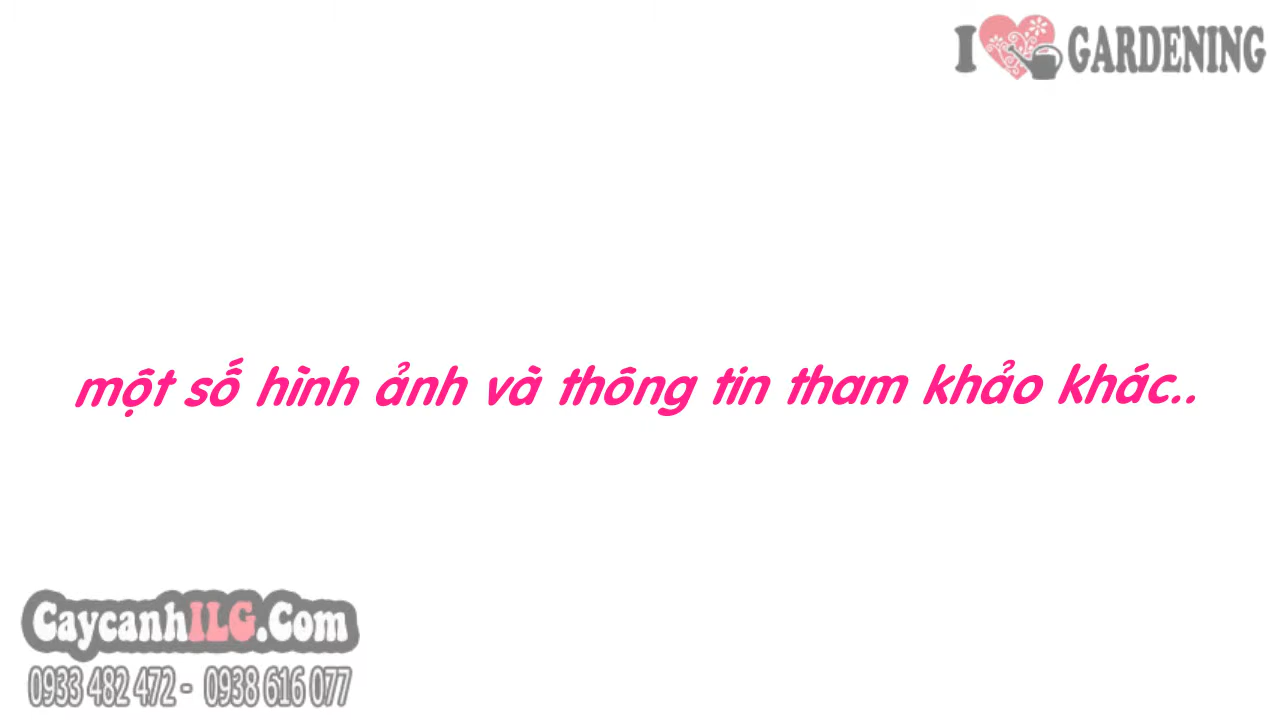 I GARDENING
một số hình ảnh và thông tin tham khảo khác..
CaycanhILG.Com
0933 482 472 - 0938 616 077